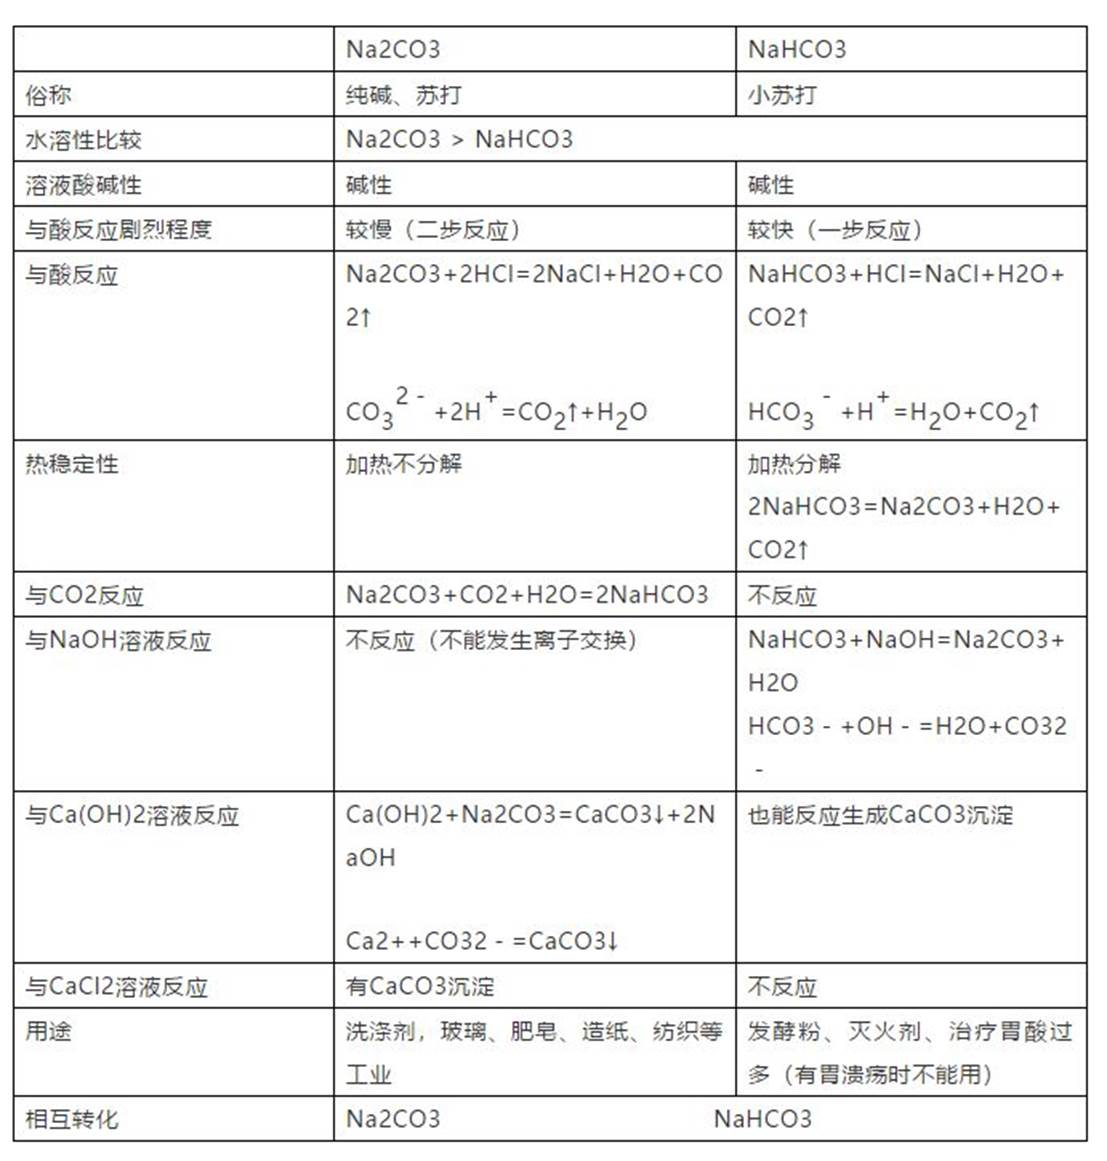 Na2CO3 NaHCO3
俗称 纯碱、苏打 小苏打
水溶性比较 Na2CO3 > NaHCO3
溶液酸碱性 碱性 碱性
与酸反应剧烈程度 较慢（二步反应） 较快（一步反应）
与酸反应 Na2CO3+2HCl=2NaCl+H2O+CO NaHCO3+HCl=NaCl+H2O+
2↑ CO2↑
CO₃²⁻+2H⁺=CO₂↑+H₂O HCO₃⁻+H⁺=H₂O+CO₂↑
热稳定性 加热不分解 加热分解
2NaHCO3=Na2CO3+H2O+
CO2↑
与CO2反应 Na2CO3+CO2+H2O=2NaHCO3 不反应
与NaOH溶液反应 不反应（不能发生离子交换） NaHCO3+NaOH=Na2CO3+
H2O
HCO3 - +OH - =H2O+CO32
-
与Ca(OH)2溶液反应 Ca(OH)2+Na2CO3=CaCO3↓+2N 也能反应生成CaCO3沉淀
aOH
Ca2++CO32 - =CaCO3↓
与CaCl2溶液反应 有CaCO3沉淀 不反应
用途 洗涤剂，玻璃、肥皂、造纸、纺织等 发酵粉、灭火剂、治疗胃酸过
工业 多（有胃溃疡时不能用）
相互转化 Na2CO3 NaHCO3